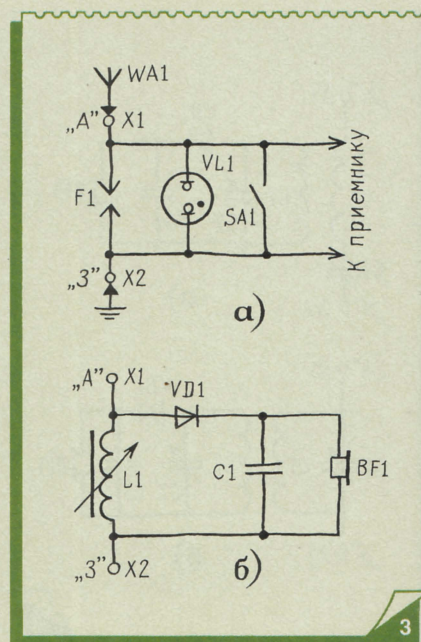 WA1
„А" X1
VL1
F1
SA1
К приемнику
„З" X2
а)
„А" X1
VD1
L1
C1
BF1
„З" X2
б)
3